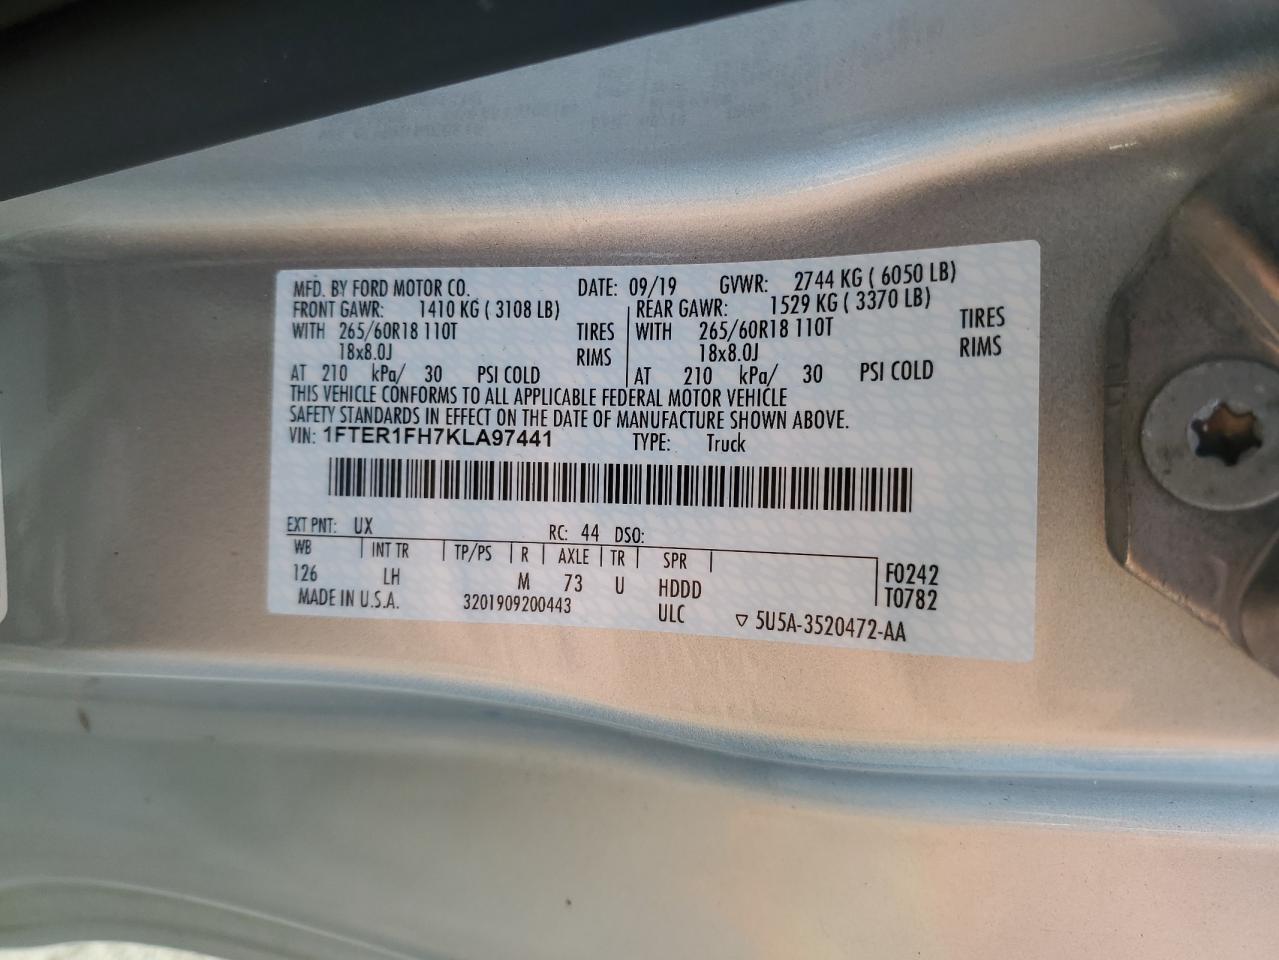 MFD. BY FORD MOTOR CO. DATE: 09/19 GVWR: 2744 KG ( 6050 LB)
FRONT GAWR: 1410 KG ( 3108 LB) REAR GAWR: 1529 KG ( 3370 LB)
WITH 265/60R18 110T TIRES WITH 265/60R18 110T TIRES
18x8.0J RIMS 18x8.0J RIMS
AT 210 kPa/ 30 PSI COLD AT 210 kPa/ 30 PSI COLD
THIS VEHICLE CONFORMS TO ALL APPLICABLE FEDERAL MOTOR VEHICLE
SAFETY STANDARDS IN EFFECT ON THE DATE OF MANUFACTURE SHOWN ABOVE.
VIN: 1FTER1FH7KLA97441 TYPE: Truck
EXT PNT: UX RC: 44 DSO:
WB INT TR TP/PS R AXLE TR SPR F0242
126 LH M 73 U HDDD T0782
MADE IN U.S.A. 3201909200443 ULC ▽ 5U5A-3520472-AA